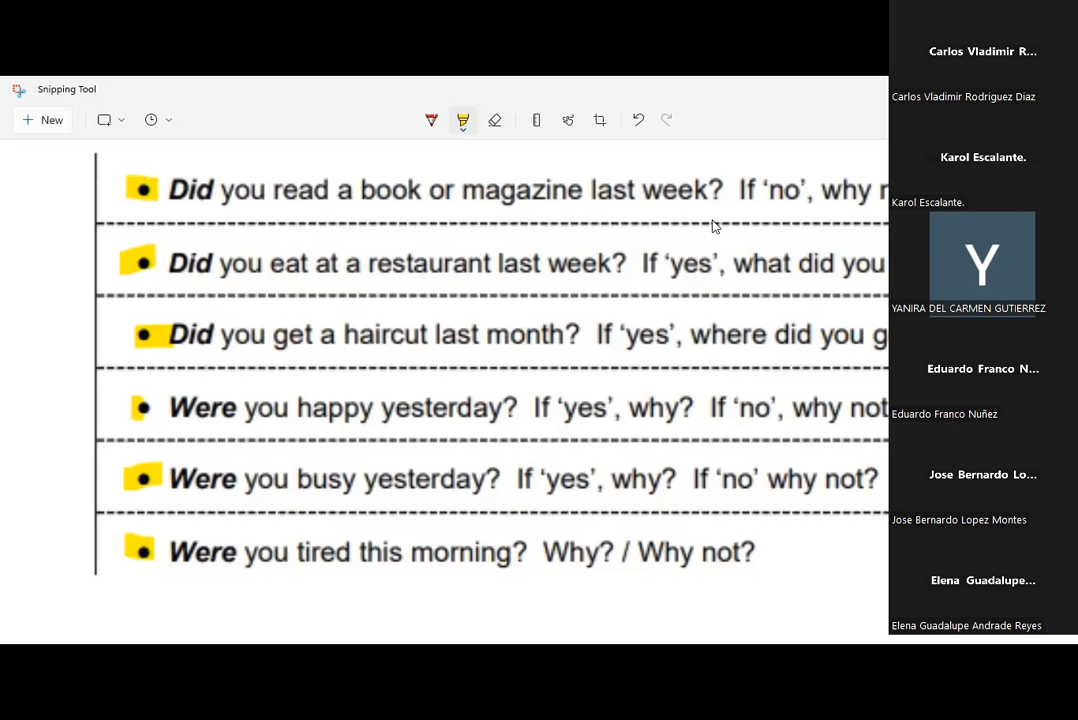 Snipping Tool
New
• Did you read a book or magazine last week? If ‘no’, why
• Did you eat at a restaurant last week? If ‘yes’, what did you
• Did you get a haircut last month? If ‘yes’, where did you
• Were you happy yesterday? If ‘yes’, why? If ‘no’, why not
• Were you busy yesterday? If ‘yes’, why? If ‘no’ why not?
• Were you tired this morning? Why? / Why not?
Carlos Vladimir R...
Carlos Vladimir Rodriguez Diaz
Karol Escalante.
Karol Escalante.
Y
YANIRA DEL CARMEN GUTIERREZ
Eduardo Franco N...
Eduardo Franco Nuñez
Jose Bernardo Lo...
Jose Bernardo Lopez Montes
Elena Guadalupe...
Elena Guadalupe Andrade Reyes